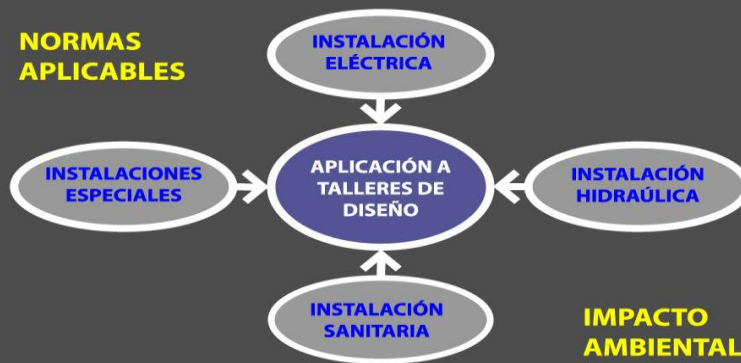 NORMAS
APLICABLES
INSTALACIÓN
ELÉCTRICA
INSTALACIONES
ESPECIALES
APLICACIÓN A
TALLERES DE
DISEÑO
INSTALACIÓN
HIDRAÚLICA
INSTALACIÓN
SANITARIA
IMPACTO
AMBIENTAL